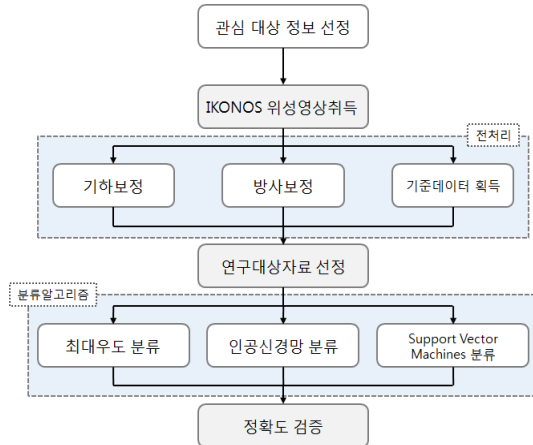 관심 대상 정보 선정
IKONOS 위성영상취득
전처리
기하보정
방사보정
기준데이터 획득
연구대상자료 선정
분류알고리즘
최대우도 분류
인공신경망 분류
Support Vector
Machines 분류
정확도 검증